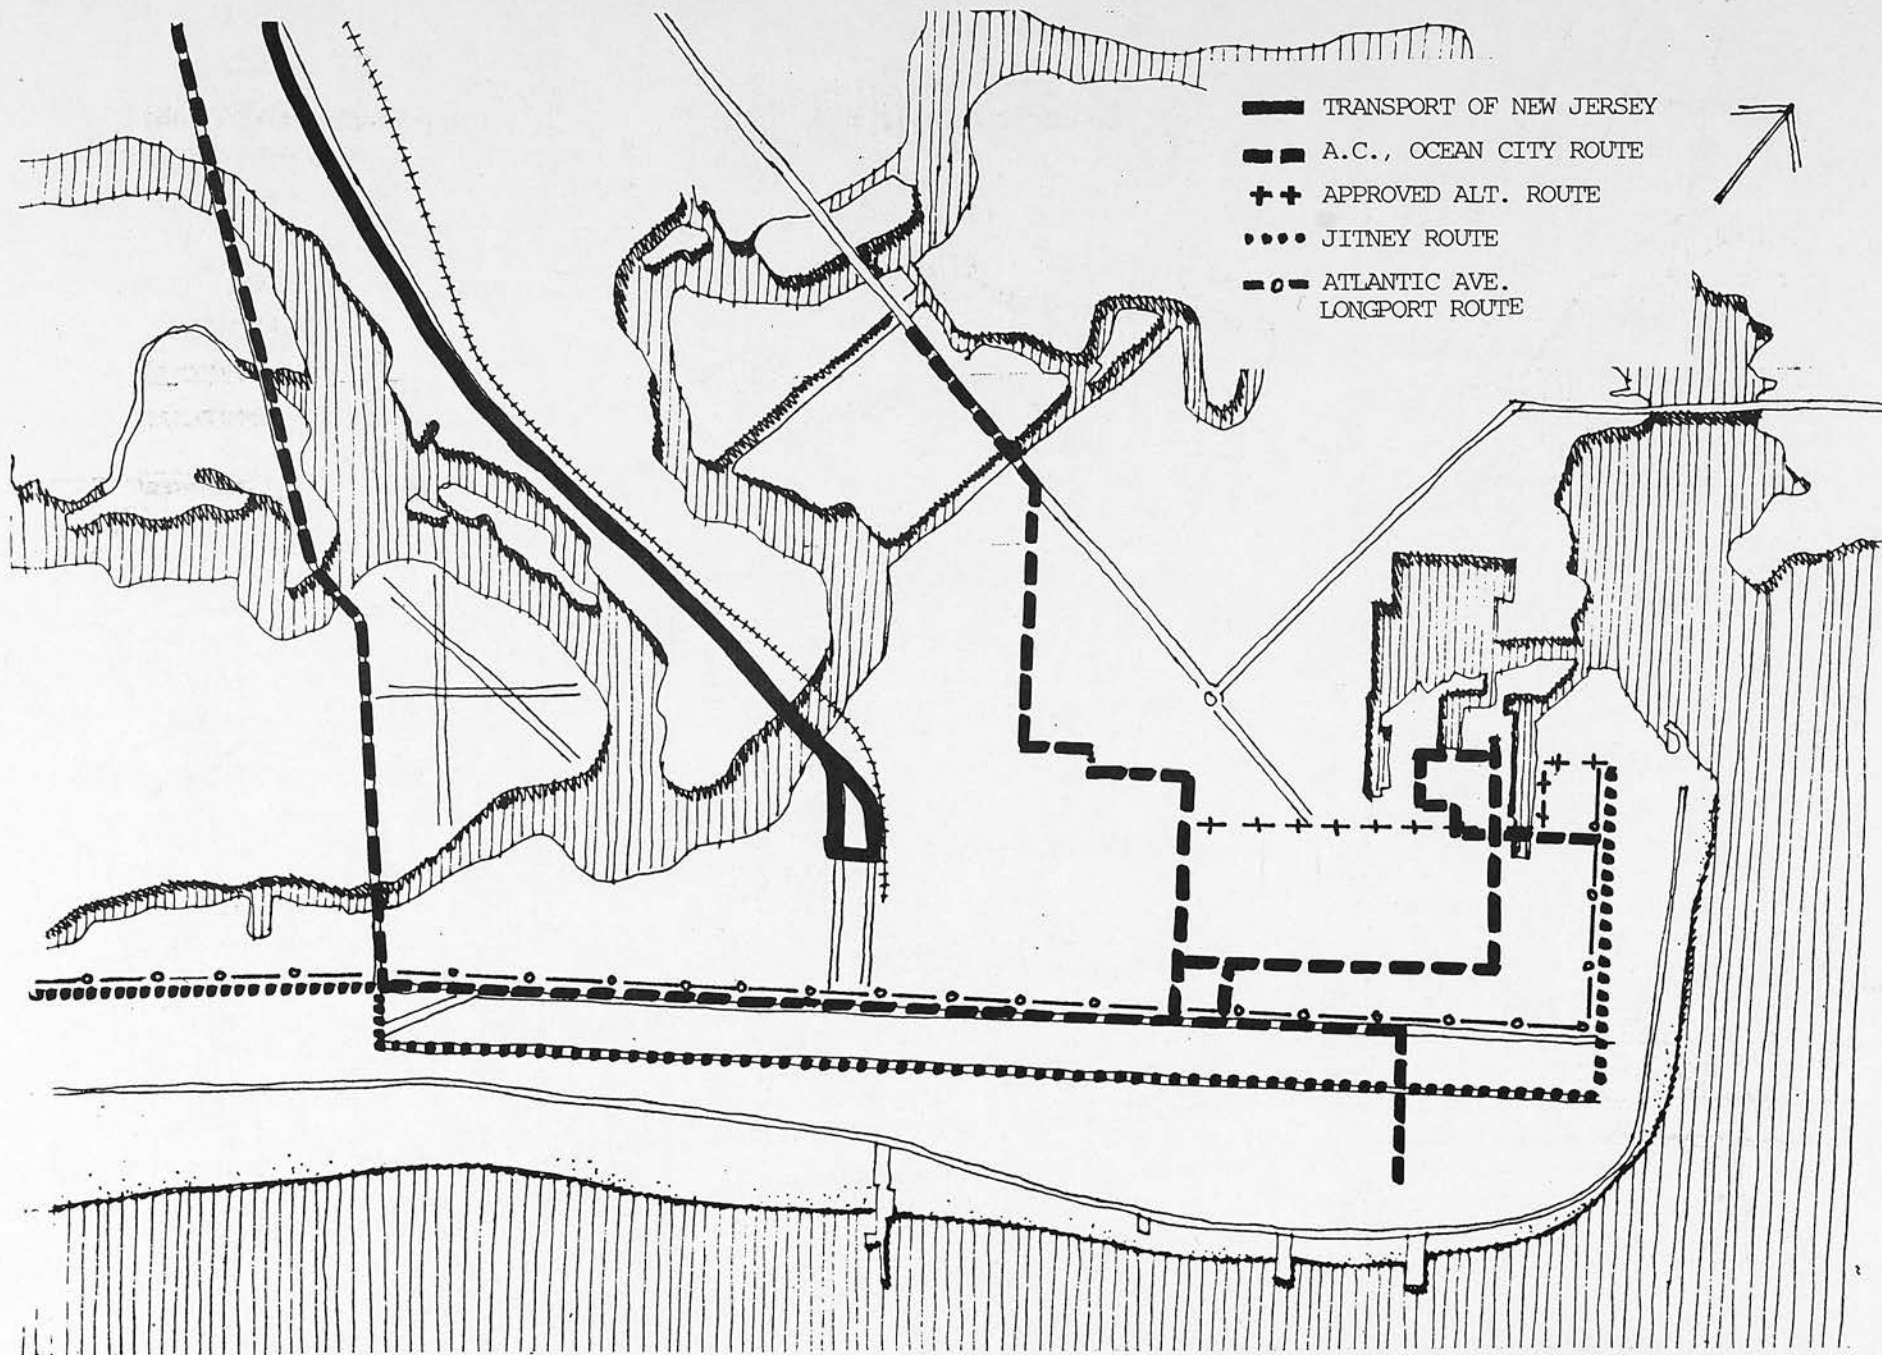 TRANSPORT OF NEW JERSEY
A.C., OCEAN CITY ROUTE
APPROVED ALT. ROUTE
JITNEY ROUTE
ATLANTIC AVE.
LONGPORT ROUTE